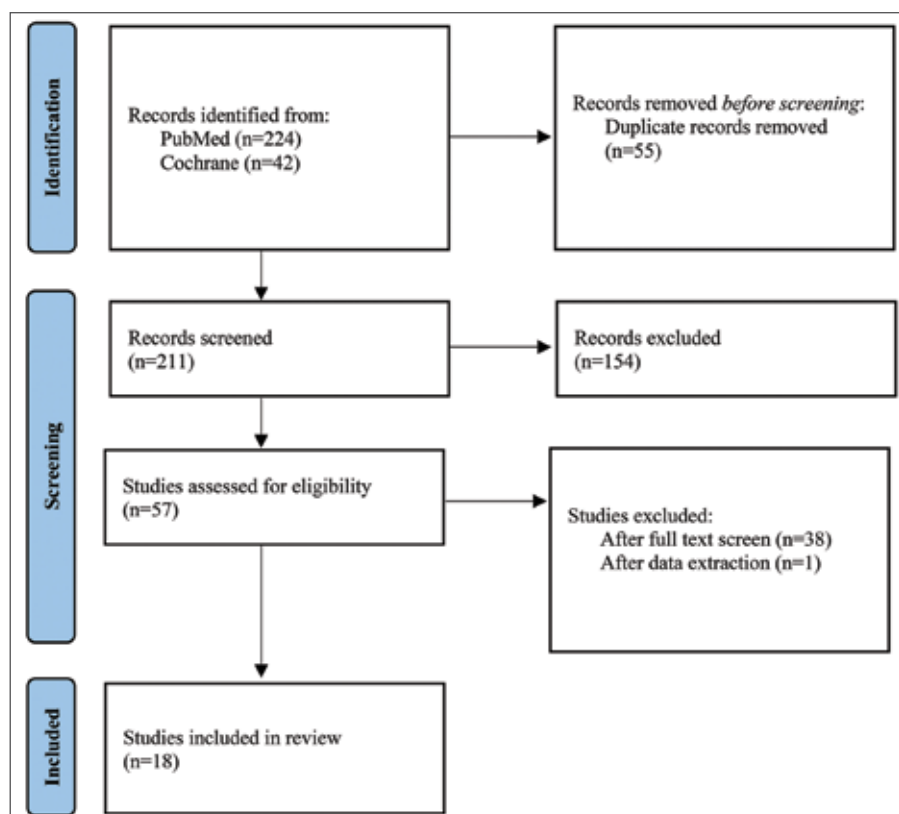 Identification
Records identified from:
PubMed (n=224)
Cochrane (n=42)
Records removed before screening:
Duplicate records removed
(n=55)
Screening
Records screened
(n=211)
Records excluded
(n=154)
Studies assessed for eligibility
(n=57)
Studies excluded:
After full text screen (n=38)
After data extraction (n=1)
Included
Studies included in review
(n=18)